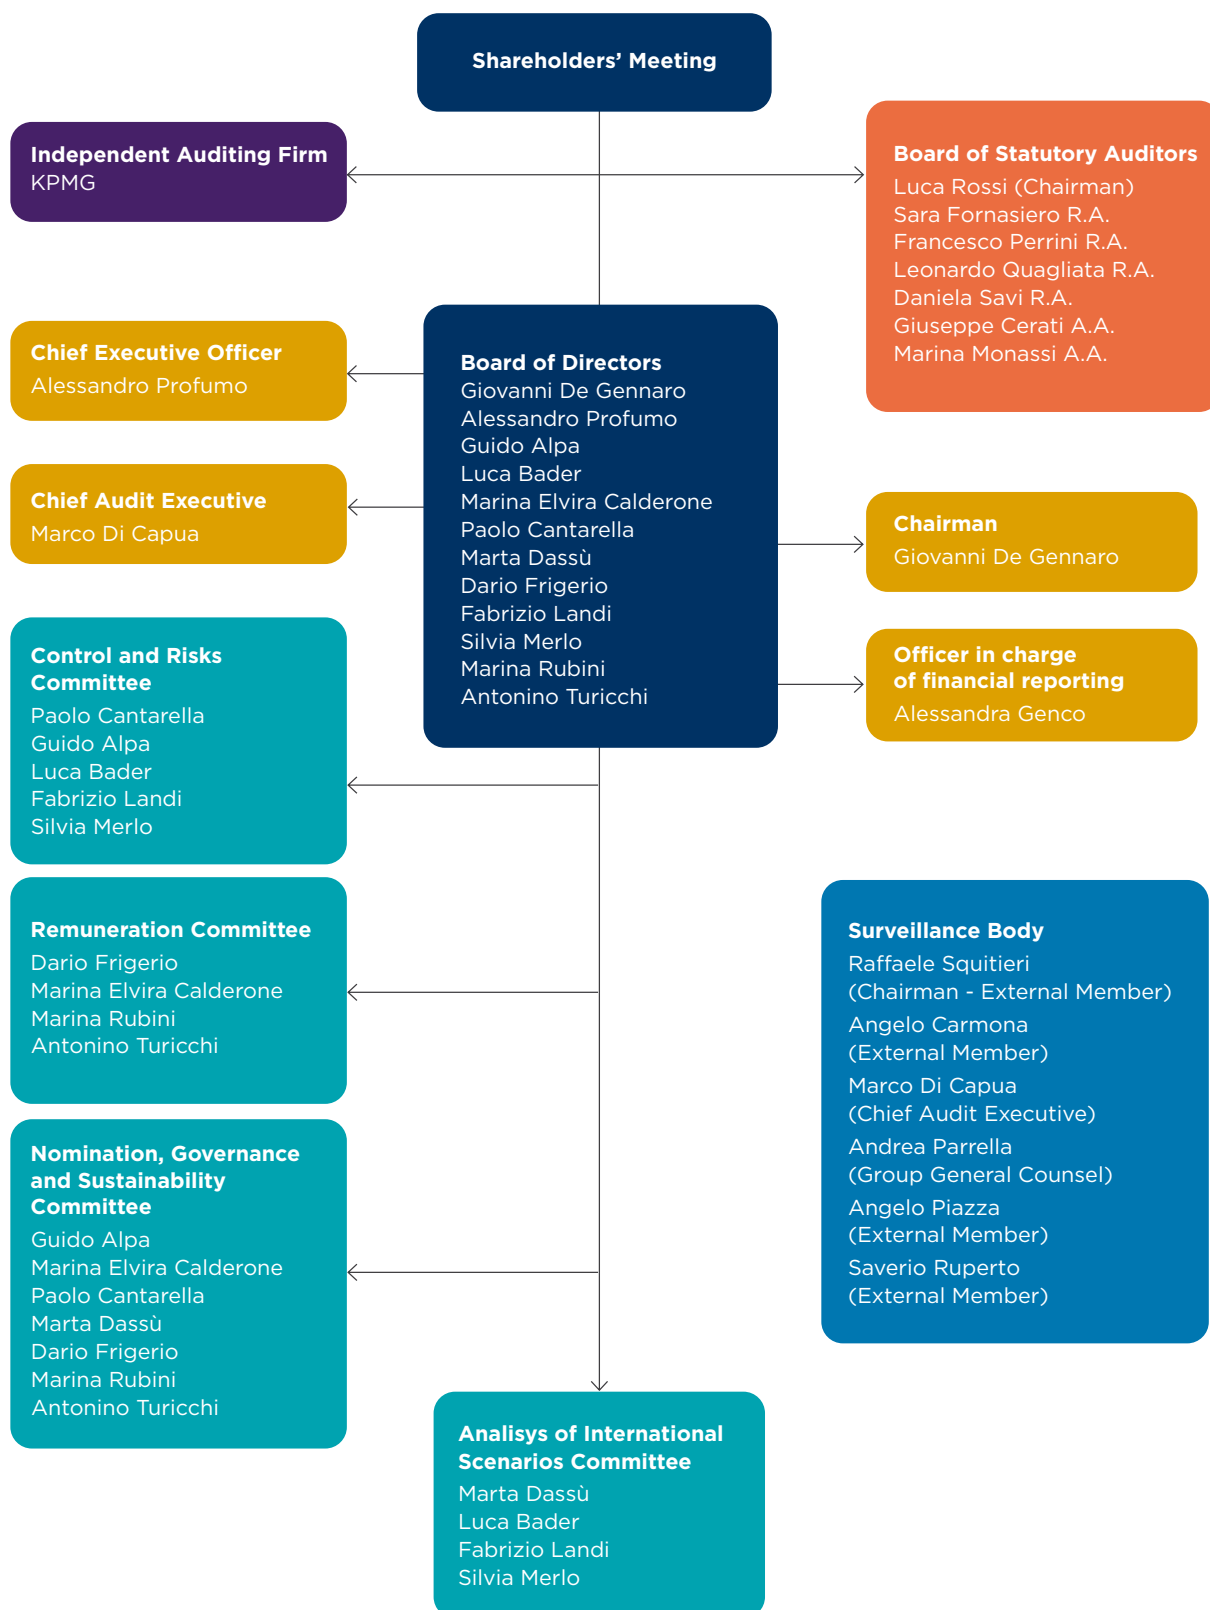 Shareholders’ Meeting
Independent Auditing Firm
KPMG
Board of Statutory Auditors
Luca Rossi (Chairman)
Sara Fornasiero R.A.
Francesco Perrini R.A.
Leonardo Quagliata R.A.
Daniela Savi R.A.
Giuseppe Cerati A.A.
Marina Monassi A.A.
Chief Executive Officer
Alessandro Profumo
Board of Directors
Giovanni De Gennaro
Alessandro Profumo
Guido Alpa
Luca Bader
Marina Elvira Calderone
Paolo Cantarella
Marta Dassù
Dario Frigerio
Fabrizio Landi
Silvia Merlo
Marina Rubini
Antonino Turicchi
Chief Audit Executive
Marco Di Capua
Chairman
Giovanni De Gennaro
Officer in charge
of financial reporting
Alessandra Genco
Control and Risks
Committee
Paolo Cantarella
Guido Alpa
Luca Bader
Fabrizio Landi
Silvia Merlo
Remuneration Committee
Dario Frigerio
Marina Elvira Calderone
Marina Rubini
Antonino Turicchi
Surveillance Body
Raffaele Squitieri
(Chairman - External Member)
Angelo Carmona
(External Member)
Marco Di Capua
(Chief Audit Executive)
Andrea Parrella
(Group General Counsel)
Angelo Piazza
(External Member)
Saverio Ruperto
(External Member)
Nomination, Governance
and Sustainability
Committee
Guido Alpa
Marina Elvira Calderone
Paolo Cantarella
Marta Dassù
Dario Frigerio
Marina Rubini
Antonino Turicchi
Analisys of International
Scenarios Committee
Marta Dassù
Luca Bader
Fabrizio Landi
Silvia Merlo